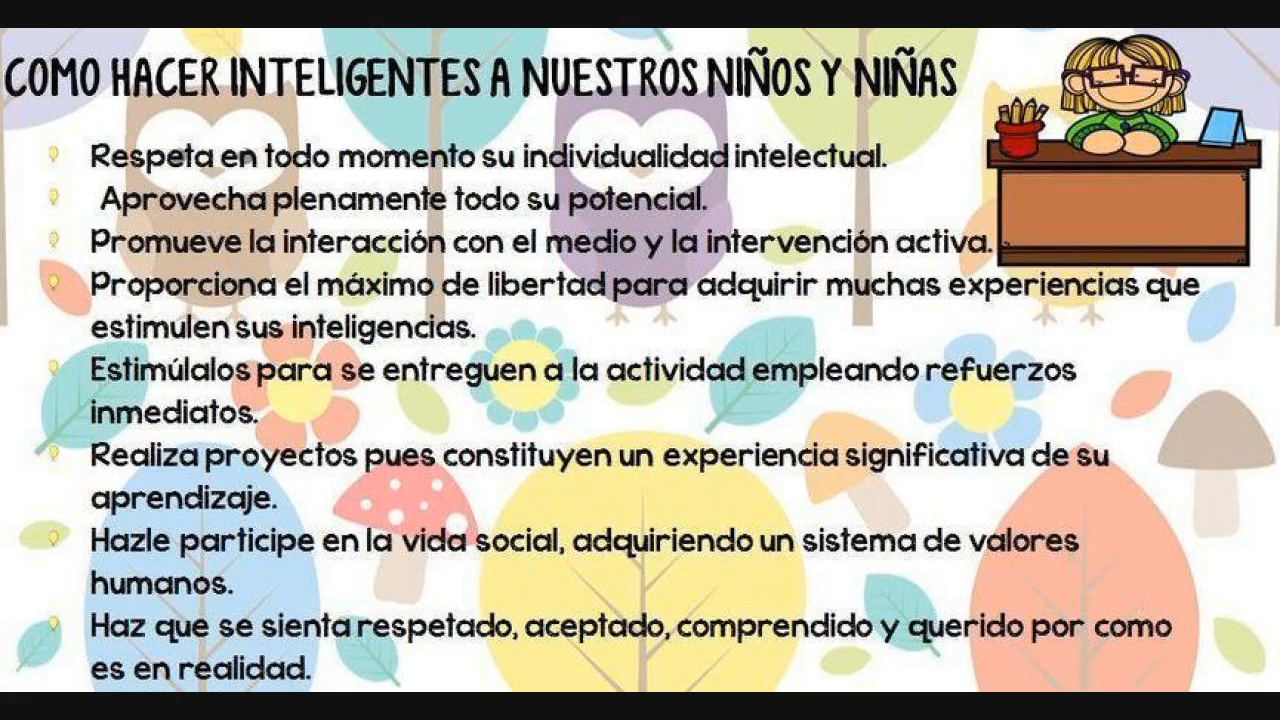 COMO HACER INTELIGENTES A NUESTROS NIÑOS Y NIÑAS
Respeta en todo momento su individualidad intelectual.
Aprovecha plenamente todo su potencial.
Promueve la interacción con el medio y la intervención activa.
Proporciona el máximo de libertad para adquirir muchas experiencias que
estimulen sus inteligencias.
Estimúlalos para se entreguen a la actividad empleando refuerzos
inmediatos.
Realiza proyectos pues constituyen un experiencia significativa de su
aprendizaje.
Hazle participe en la vida social, adquiriendo un sistema de valores
humanos.
Haz que se sienta respetado, aceptado, comprendido y querido por como
es en realidad.